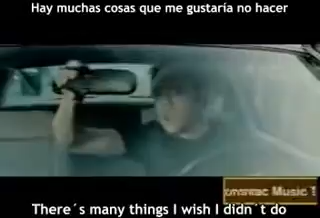 Hay muchas cosas que me gustaría no hacer
Music
There´s many things I wish I didn´t do